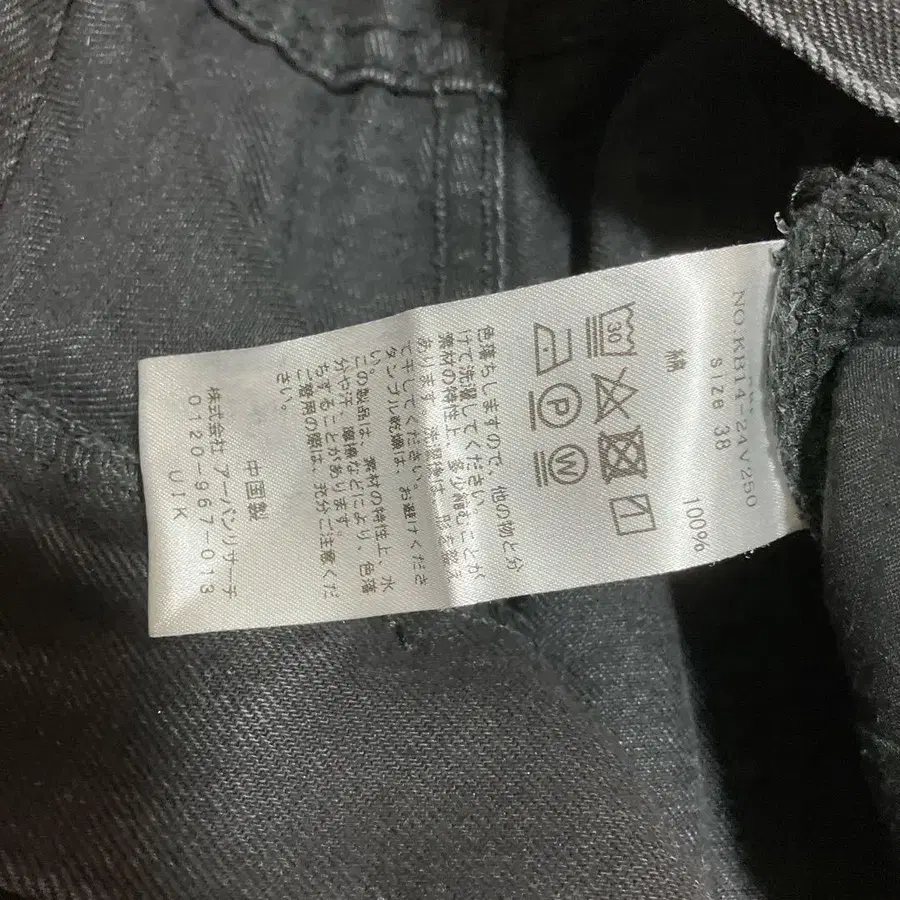 NO.KB14-24V250
size 38
綿 100%
30
P W
色落ちしますので、他の物と分
けて洗濯してください。
素材の特性上、多少縮むことが
あります。洗濯後は、形を整え
て干してください。
タンブル乾燥は、お避けくださ
い。
この製品は、素材の特性上、水
分や汗、摩擦などにより、色落
ちすることがあります。
ご着用の際は、充分ご注意くだ
さい。
中国製
株式会社 アーバンリサーチ
0120-967-013
UIK